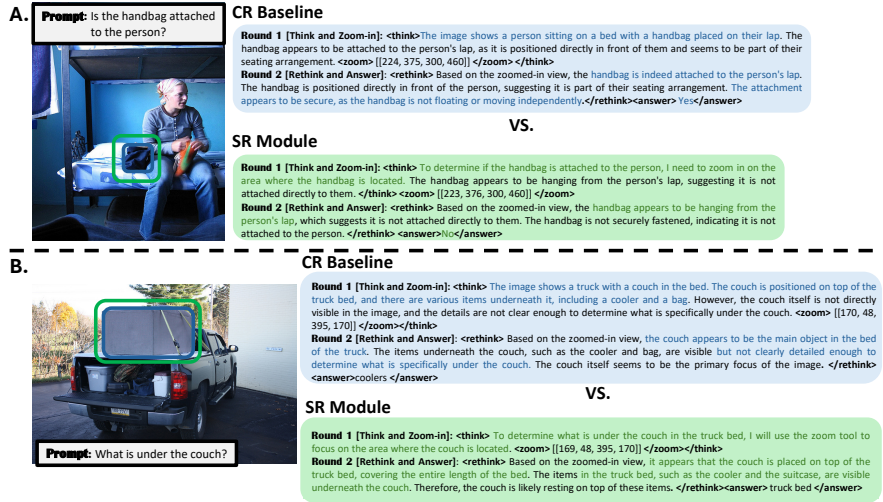 A.
Prompt: Is the handbag attached
to the person?
CR Baseline
Round 1 [Think and Zoom-in]: <think>The image shows a person sitting on a bed with a handbag placed on their lap. The
handbag appears to be attached to the person's lap, as it is positioned directly in front of them and seems to be part of their
seating arrangement. <zoom> [[224, 375, 300, 460]] </zoom> </think>
Round 2 [Rethink and Answer]: <rethink> Based on the zoomed-in view, the handbag is indeed attached to the person's lap.
The handbag is positioned directly in front of the person, suggesting it is part of their seating arrangement. The attachment
appears to be secure, as the handbag is not floating or moving independently.</rethink><answer> Yes</answer>
VS.
SR Module
Round 1 [Think and Zoom-in]: <think> To determine if the handbag is attached to the person, I need to zoom in on the
area where the handbag is located. The handbag appears to be hanging from the person's lap, suggesting it is not
attached directly to them. </think> <zoom> [[223, 376, 300, 460]] </zoom>
Round 2 [Rethink and Answer]: <rethink> Based on the zoomed-in view, the handbag appears to be hanging from the
person's lap, which suggests it is not attached directly to them. The handbag is not securely fastened, indicating it is not
attached to the person. </rethink> <answer>No</answer>
B.
CR Baseline
Round 1 [Think and Zoom-in]: <think> The image shows a truck with a couch in the bed. The couch is positioned on top of the
truck bed, and there are various items underneath it, including a cooler and a bag. However, the couch itself is not directly
visible in the image, and the details are not clear enough to determine what is specifically under the couch. <zoom> [[170, 48,
395, 170]] </zoom></think>
Round 2 [Rethink and Answer]: <rethink> Based on the zoomed-in view, the couch appears to be the main object in the bed
of the truck. The items underneath the couch, such as the cooler and bag, are visible but not clearly detailed enough to
determine what is specifically under the couch. The couch itself seems to be the primary focus of the image. </rethink>
<answer>coolers </answer>
VS.
SR Module
Prompt: What is under the couch?
Round 1 [Think and Zoom-in]: <think> To determine what is under the couch in the truck bed, I will use the zoom tool to
focus on the area where the couch is located. <zoom> [[169, 48, 395, 170]] </zoom></think>
Round 2 [Rethink and Answer]: <rethink> Based on the zoomed-in view, it appears that the couch is placed on top of the
truck bed, covering the entire length of the bed. The items in the truck bed, such as the cooler and the suitcase, are
visible underneath the couch. Therefore, the couch is likely resting on top of these items. </rethink><answer> truck bed </answer>